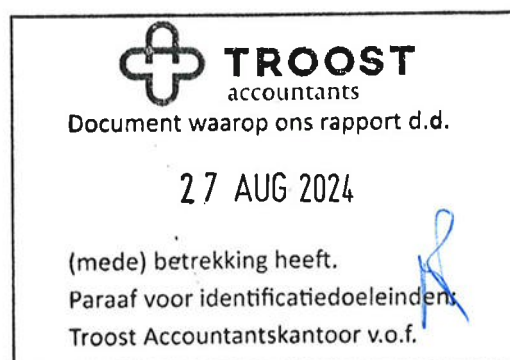 TROOST
accountants
Document waarop ons rapport d.d.
27 AUG 2024
(mede) betrekking heeft.
Paraaf voor identificatiedoeleinden:
Troost Accountantskantoor v.o.f.